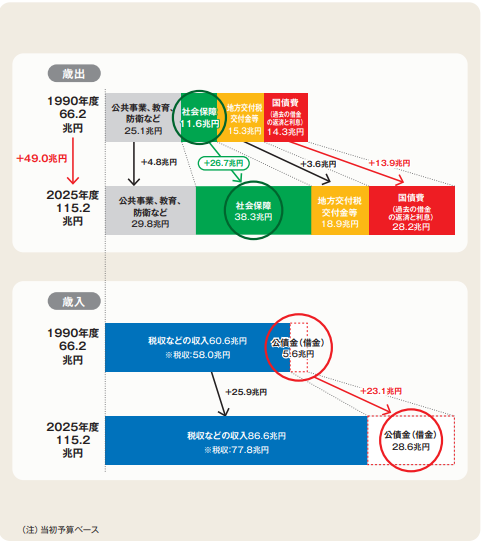 歳出
1990年度
66.2
兆円
公共事業、教育、
防衛など
25.1兆円
社会保障
11.6兆円
地方交付税
交付金等
15.3兆円
国債費
(過去の借金
の返済と利息)
14.3兆円
+49.0兆円
+4.8兆円
+26.7兆円
+3.6兆円
+13.9兆円
2025年度
115.2
兆円
公共事業、教育、
防衛など
29.8兆円
社会保障
38.3兆円
地方交付税
交付金等
18.9兆円
国債費
(過去の借金
の返済と利息)
28.2兆円
歳入
1990年度
66.2
兆円
税収などの収入60.6兆円
※税収:58.0兆円
公債金(借金)
5.6兆円
+25.9兆円
+23.1兆円
2025年度
115.2
兆円
税収などの収入86.6兆円
※税収:77.8兆円
公債金(借金)
28.6兆円
(注)当初予算ベース